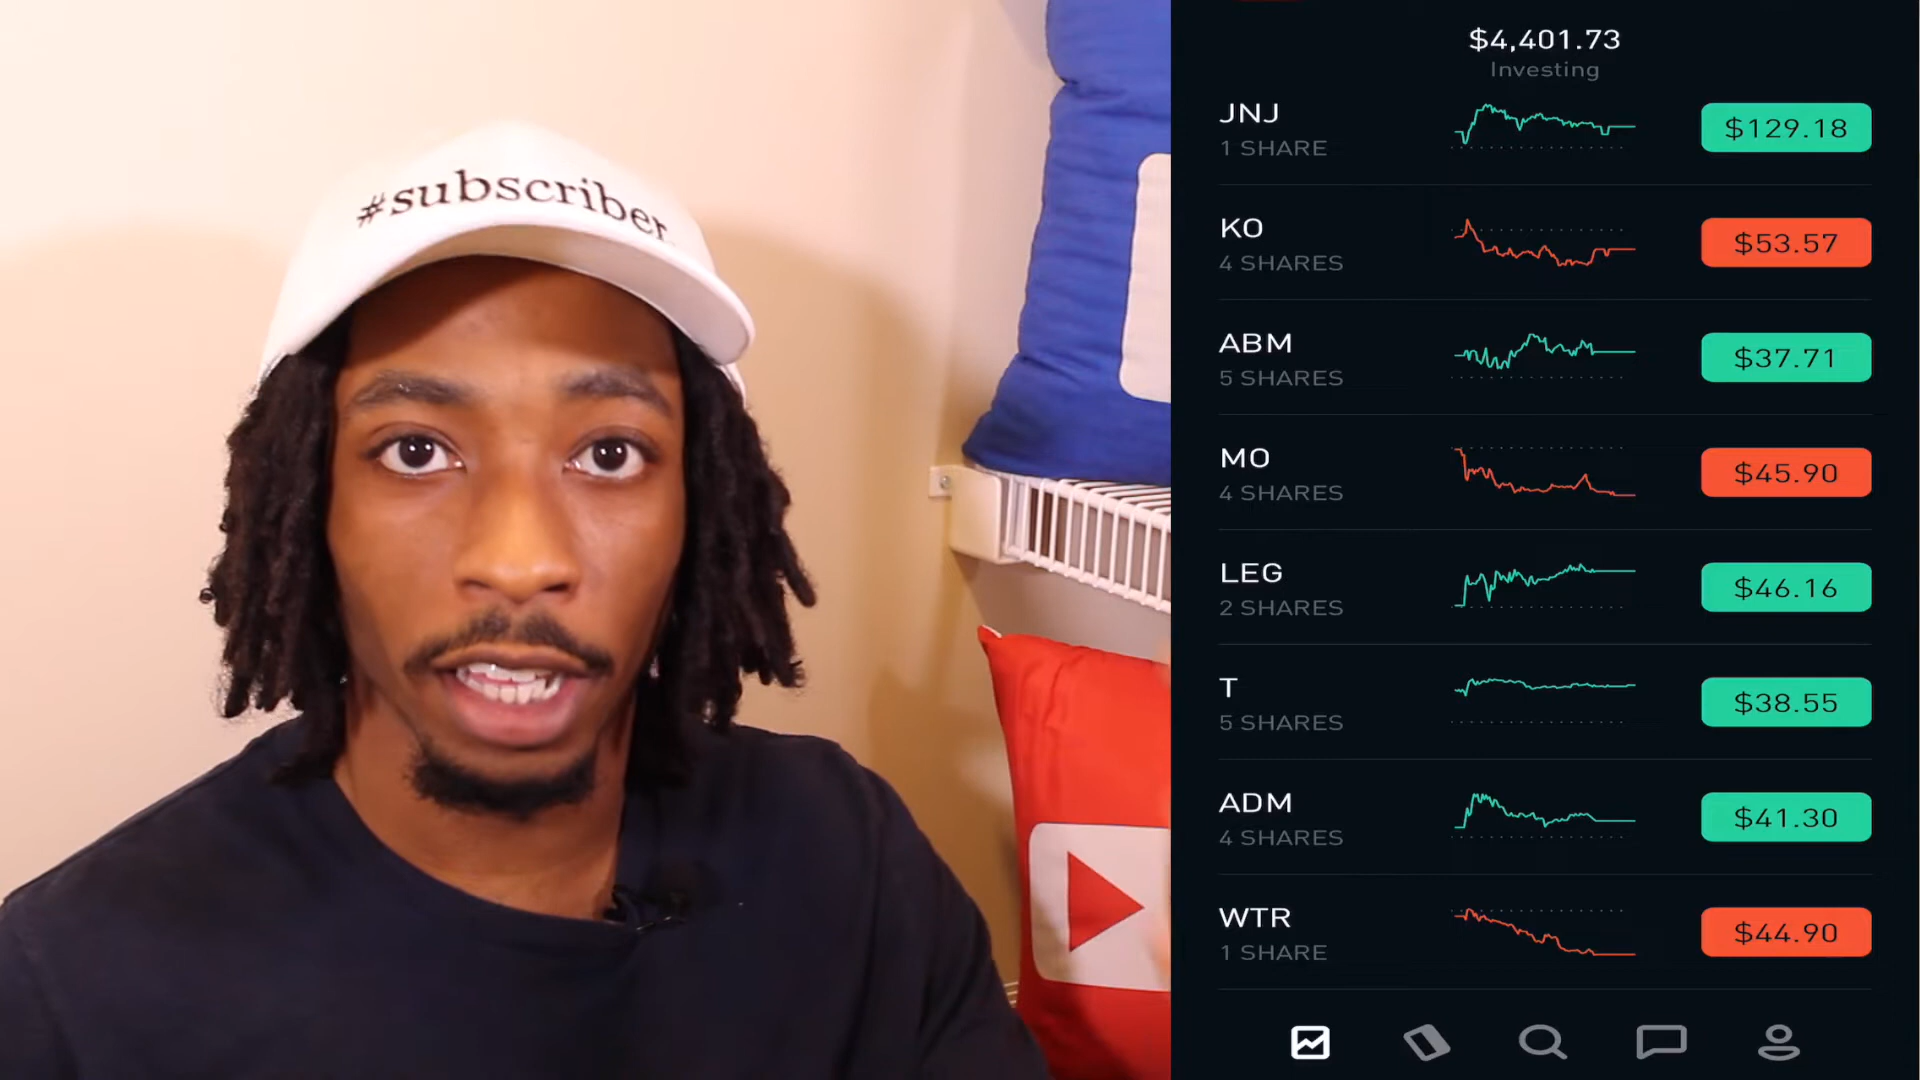 #subscriber
$4,401.73
Investing
JNJ
1 SHARE
$129.18
KO
4 SHARES
$53.57
ABM
5 SHARES
$37.71
MO
4 SHARES
$45.90
LEG
2 SHARES
$46.16
T
5 SHARES
$38.55
ADM
4 SHARES
$41.30
WTR
1 SHARE
$44.90